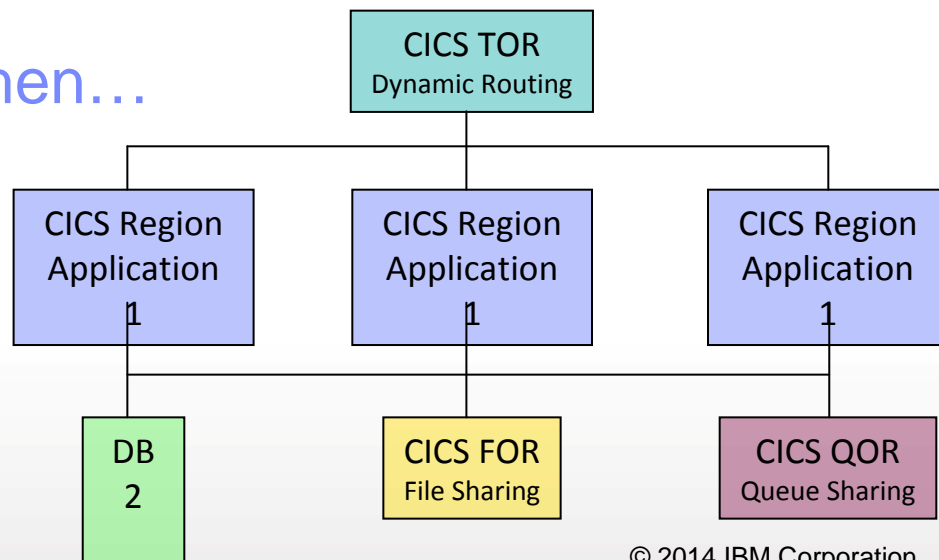 CICS TOR
Dynamic Routing
CICS Region
Application
1
CICS Region
Application
1
CICS Region
Application
1
DB
2
CICS FOR
File Sharing
CICS QOR
Queue Sharing
© 2014 IBM Corporation